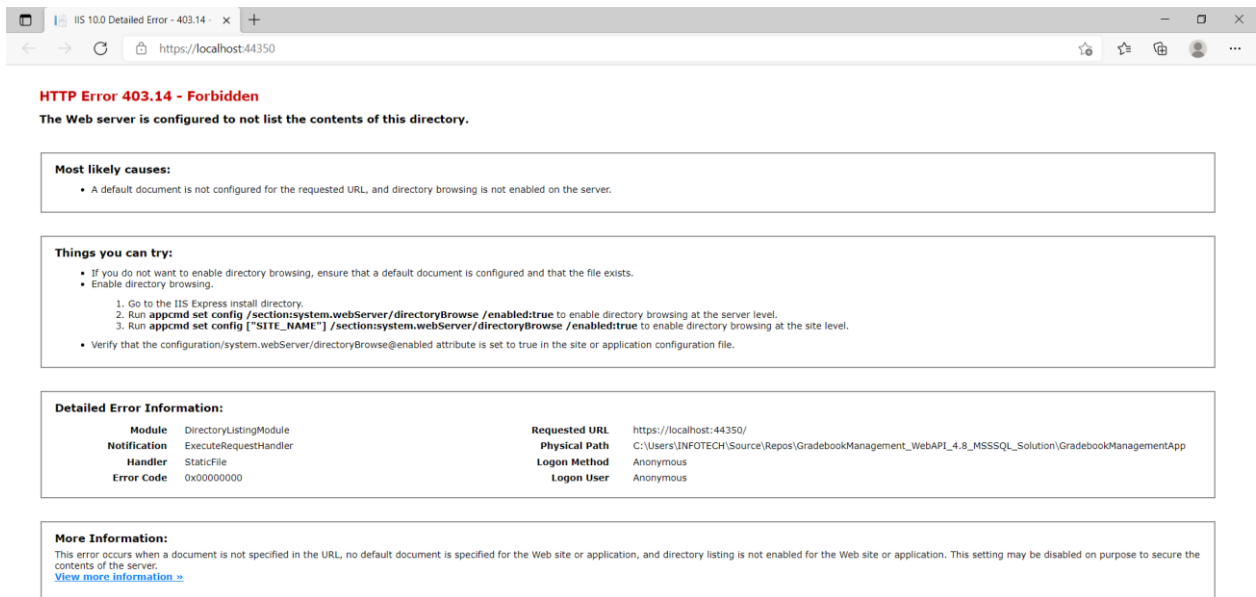 IIS 10.0 Detailed Error - 403.14 -
https://localhost:44350
HTTP Error 403.14 - Forbidden
The Web server is configured to not list the contents of this directory.
Most likely causes:
• A default document is not configured for the requested URL, and directory browsing is not enabled on the server.
Things you can try:
• If you do not want to enable directory browsing, ensure that a default document is configured and that the file exists.
• Enable directory browsing.
1. Go to the IIS Express install directory.
2. Run appcmd set config /section:system.webServer/directoryBrowse /enabled:true to enable directory browsing at the server level.
3. Run appcmd set config ["SITE_NAME"] /section:system.webServer/directoryBrowse /enabled:true to enable directory browsing at the site level.
• Verify that the configuration/system.webServer/directoryBrowse@enabled attribute is set to true in the site or application configuration file.
Detailed Error Information:
Module DirectoryListingModule
Notification ExecuteRequestHandler
Handler StaticFile
Error Code 0x00000000
Requested URL https://localhost:44350/
Physical Path C:\Users\INFOTECH\Source\Repos\GradebookManagement_WebAPI_4.8_MSSSQL_Solution\GradebookManagementApp
Logon Method Anonymous
Logon User Anonymous
More Information:
This error occurs when a document is not specified in the URL, no default document is specified for the Web site or application, and directory listing is not enabled for the Web site or application. This setting may be disabled on purpose to secure the
contents of the server.
View more information »